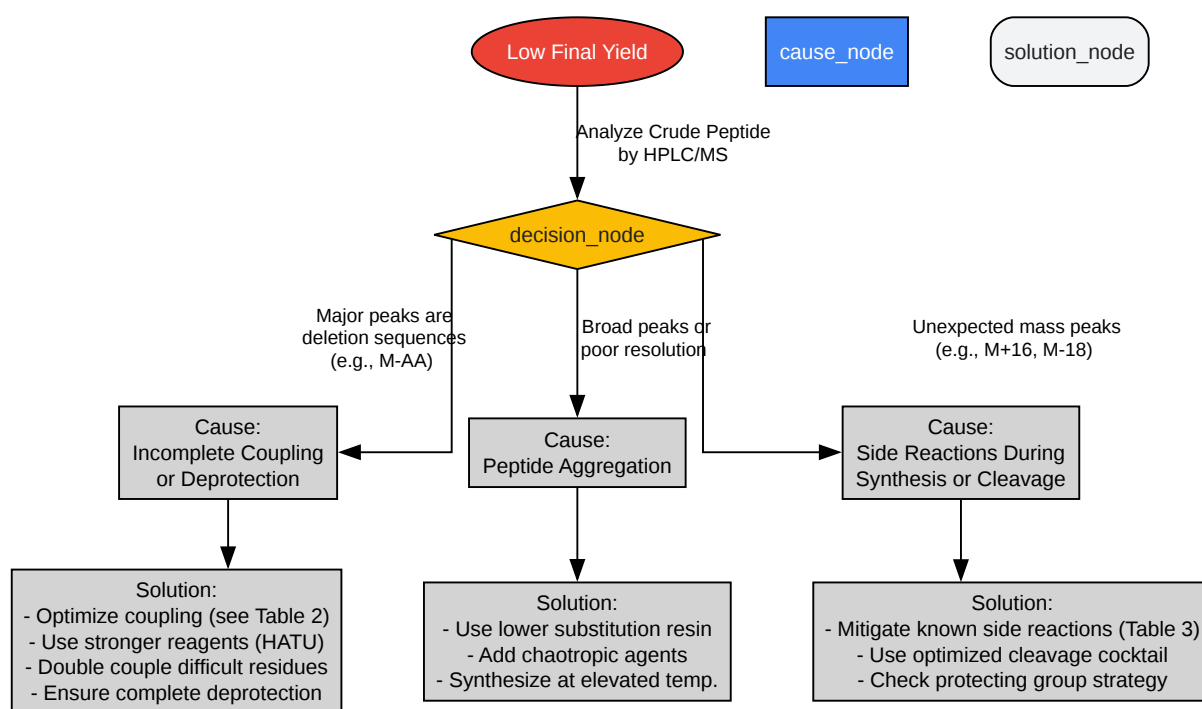 Low Final Yield
cause_node
solution_node
Analyze Crude Peptide
by HPLC/MS
decision_node
Major peaks are
deletion sequences
(e.g., M-AA)
Broad peaks or
poor resolution
Unexpected mass peaks
(e.g., M+16, M-18)
Cause:
Incomplete Coupling
or Deprotection
Cause:
Peptide Aggregation
Cause:
Side Reactions During
Synthesis or Cleavage
Solution:
- Optimize coupling (see Table 2)
- Use stronger reagents (HATU)
- Double couple difficult residues
- Ensure complete deprotection
Solution:
- Use lower substitution resin
- Add chaotropic agents
- Synthesize at elevated temp.
Solution:
- Mitigate known side reactions (Table 3)
- Use optimized cleavage cocktail
- Check protecting group strategy